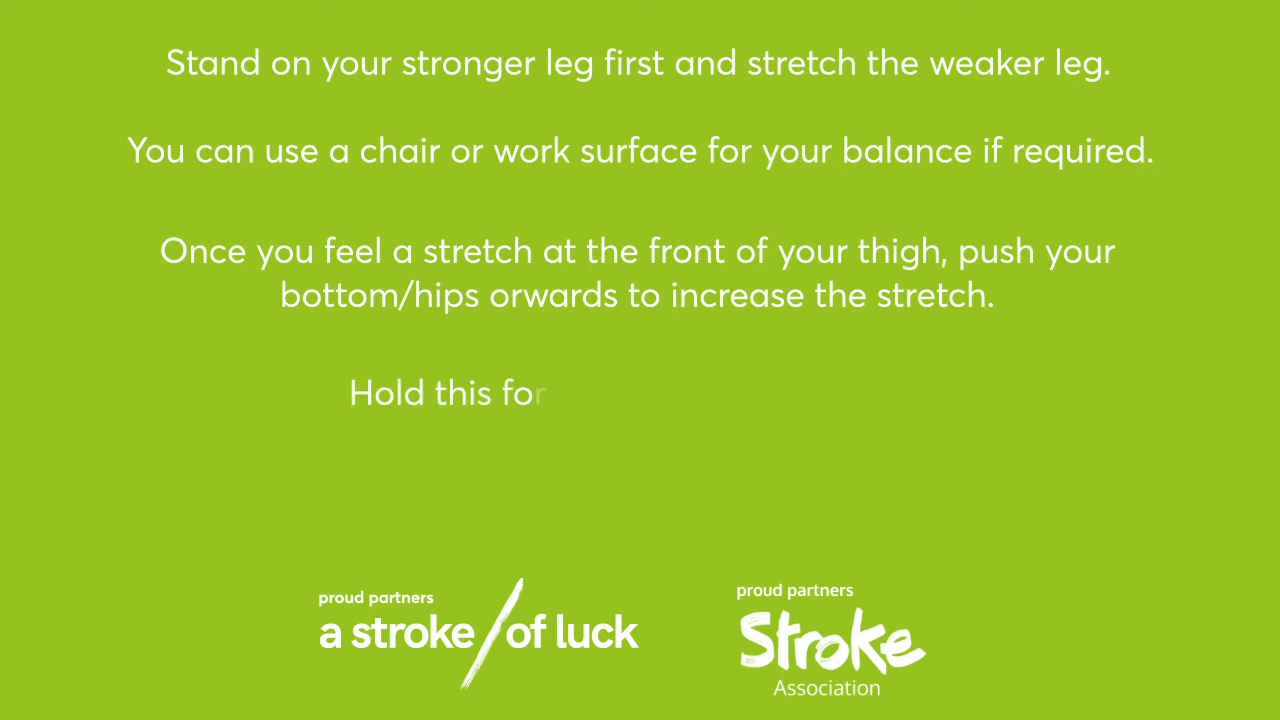 Stand on your stronger leg first and stretch the weaker leg.
You can use a chair or work surface for your balance if required.
Once you feel a stretch at the front of your thigh, push your
bottom/hips orwards to increase the stretch.
Hold this for
proud partners
a stroke/of luck
proud partners
Stroke
Association